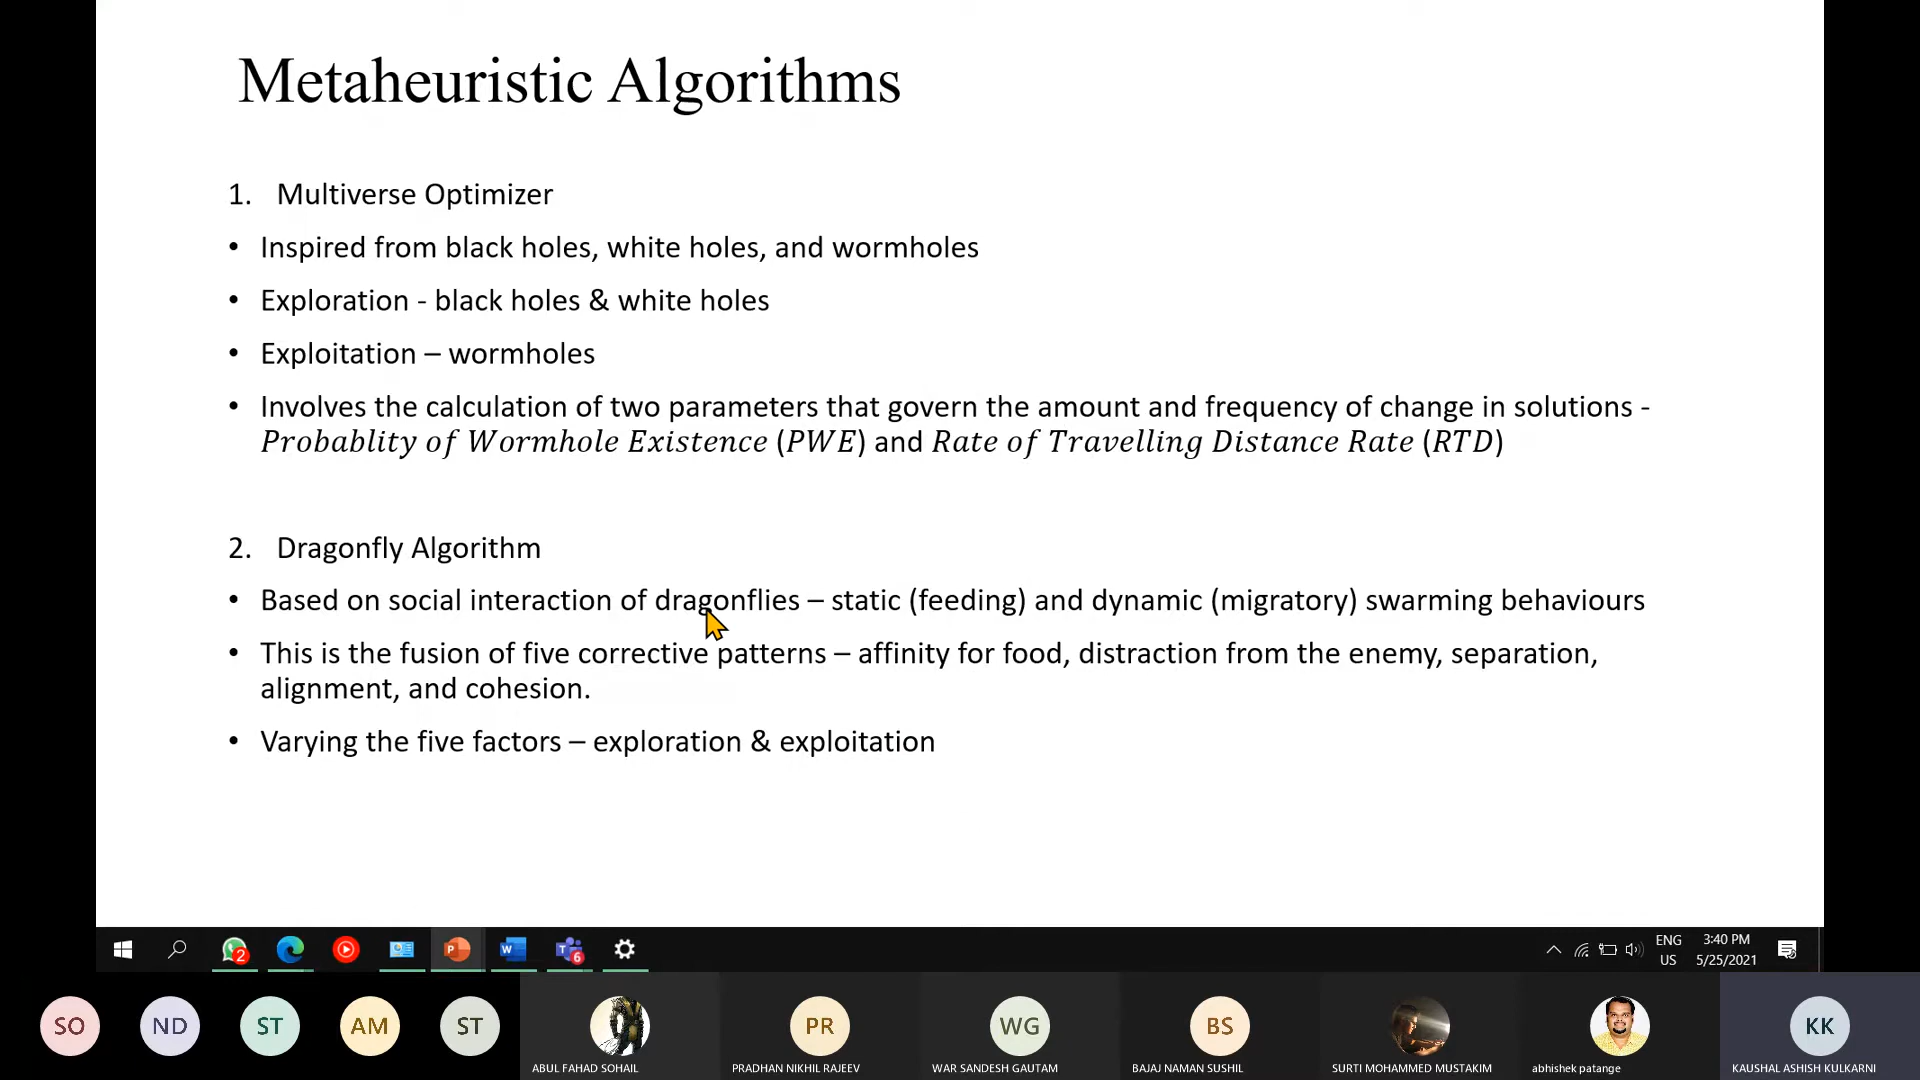 Metaheuristic Algorithms
1. Multiverse Optimizer
• Inspired from black holes, white holes, and wormholes
• Exploration - black holes & white holes
• Exploitation – wormholes
• Involves the calculation of two parameters that govern the amount and frequency of change in solutions -
Probablity of Wormhole Existence (PWE) and Rate of Travelling Distance Rate (RTD)
2. Dragonfly Algorithm
• Based on social interaction of dragonflies – static (feeding) and dynamic (migratory) swarming behaviours
• This is the fusion of five corrective patterns – affinity for food, distraction from the enemy, separation,
alignment, and cohesion.
• Varying the five factors – exploration & exploitation
2
P
W
T
6
ENG
US
3:40 PM
5/25/2021
SO
ND
ST
AM
ST
PR
WG
BS
KK
ABUL FAHAD SOHAIL
PRADHAN NIKHIL RAJEEV
WAR SANDESH GAUTAM
BAJAJ NAMAN SUSHIL
SURTI MOHAMMED MUSTAKIM
abhishek patange
KAUSHAL ASHISH KULKARNI